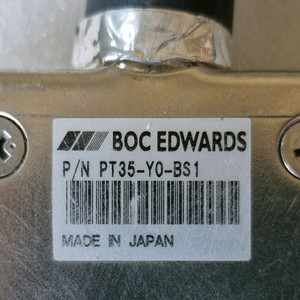 BOC EDWARDS
P/N PT35-Y0-BS1
MADE IN JAPAN